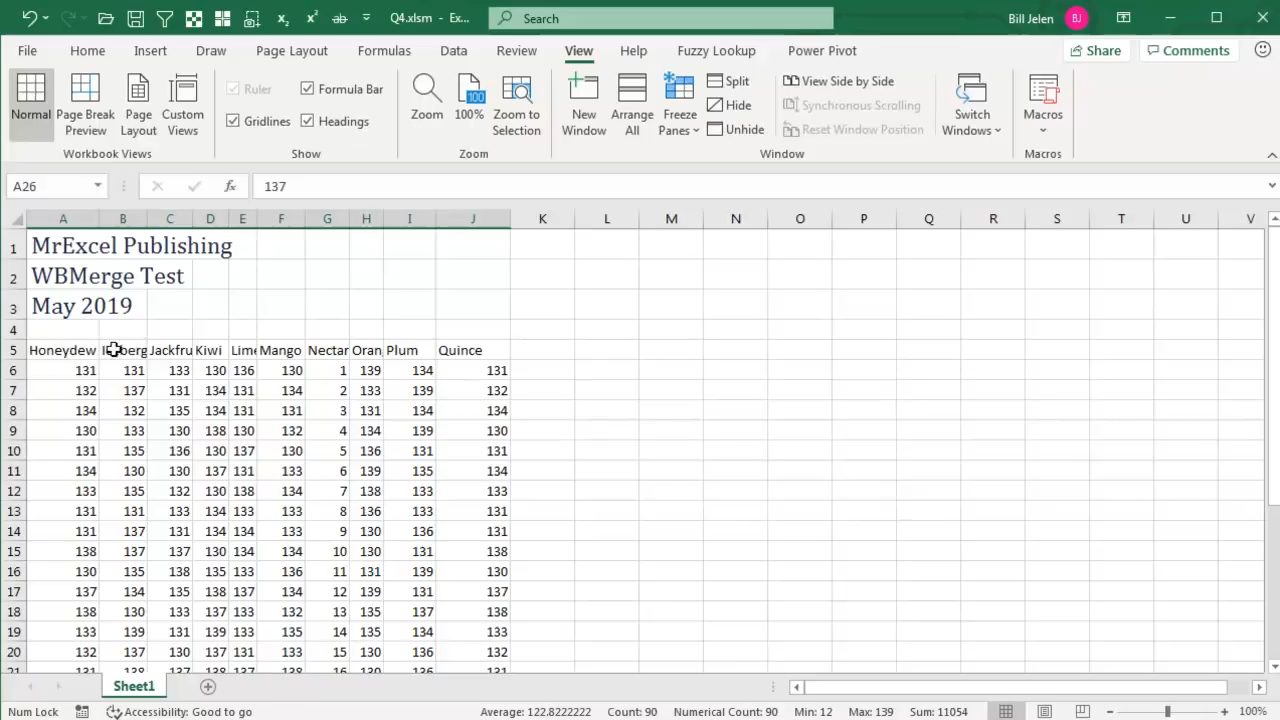 Q4.xlsm - Ex...
Search
Bill Jelen
BJ
File Home Insert Draw Page Layout Formulas Data Review View Help Fuzzy Lookup Power Pivot
Share
Comments
Normal
Page Break Preview
Page Layout
Custom Views
Workbook Views
Ruler
Formula Bar
Gridlines
Headings
Show
Zoom
100
100%
Zoom to Selection
Zoom
New Window
Arrange All
Freeze Panes
Split
Hide
Unhide
View Side by Side
Synchronous Scrolling
Reset Window Position
Window
Switch Windows
Macros
Macros
A26
fx
137
A B C D E F G H I J K L M N O P Q R S T U V
1 MrExcel Publishing
2 WBMerge Test
3 May 2019
4
5 Honeydew Jackfru Kiwi Lime Mango Nectar Oran Plum Quince
6 131 131 133 130 136 130 1 139 134 131
7 132 137 131 134 131 134 2 133 139 132
8 134 132 135 134 131 131 3 131 134 134
9 130 133 130 138 130 132 4 134 139 130
10 131 135 136 130 137 130 5 136 131 131
11 134 130 130 137 131 133 6 139 135 134
12 133 135 132 130 138 134 7 138 133 133
13 131 131 133 134 133 133 8 136 133 131
14 131 137 131 134 134 133 9 130 136 131
15 138 137 137 130 134 134 10 130 131 138
16 130 135 138 135 133 136 11 131 139 130
17 137 134 135 138 137 134 12 139 131 137
18 138 130 133 137 133 132 13 135 137 138
19 133 139 131 139 133 135 14 135 134 133
20 132 137 130 137 131 133 15 130 136 132
Sheet1
Num Lock
Accessibility: Good to go
Average: 122.8222222 Count: 90 Numerical Count: 90 Min: 12 Max: 139 Sum: 11054
100%